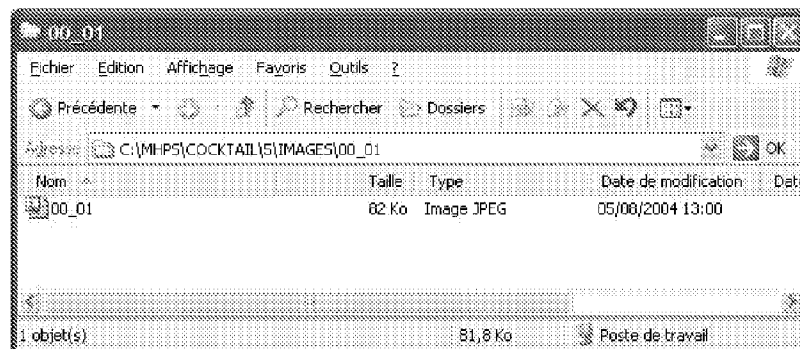 00_01
Fichier Edition Affichage Favoris Outils ?
Précédente Rechercher Dossiers
Adresse C:\MHPS\COCKTAIL\5\IMAGES\00_01 OK
Nom Taille Type Date de modification Dat
00_01 82 Ko Image JPEG 05/08/2004 13:00
1 objet(s) 81,8 Ko Poste de travail